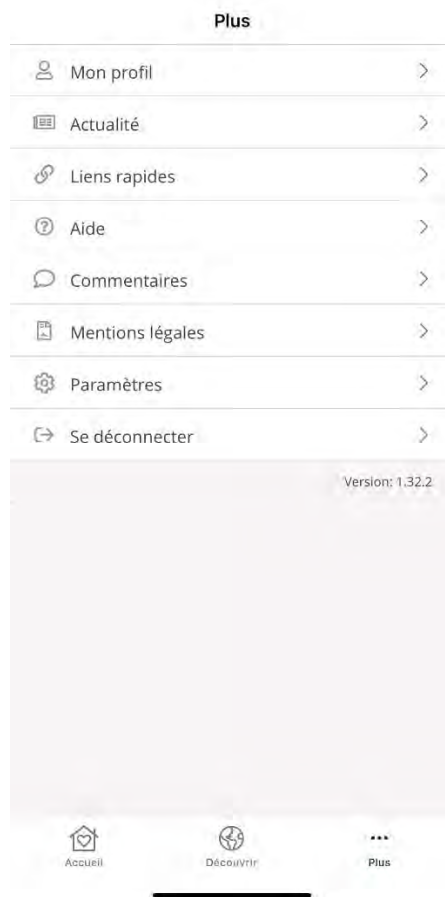 Plus
Mon profil
Actualité
Liens rapides
Aide
Commentaires
Mentions légales
Paramètres
Se déconnecter
Version: 1.32.2
Accueil
Découvrir
Plus